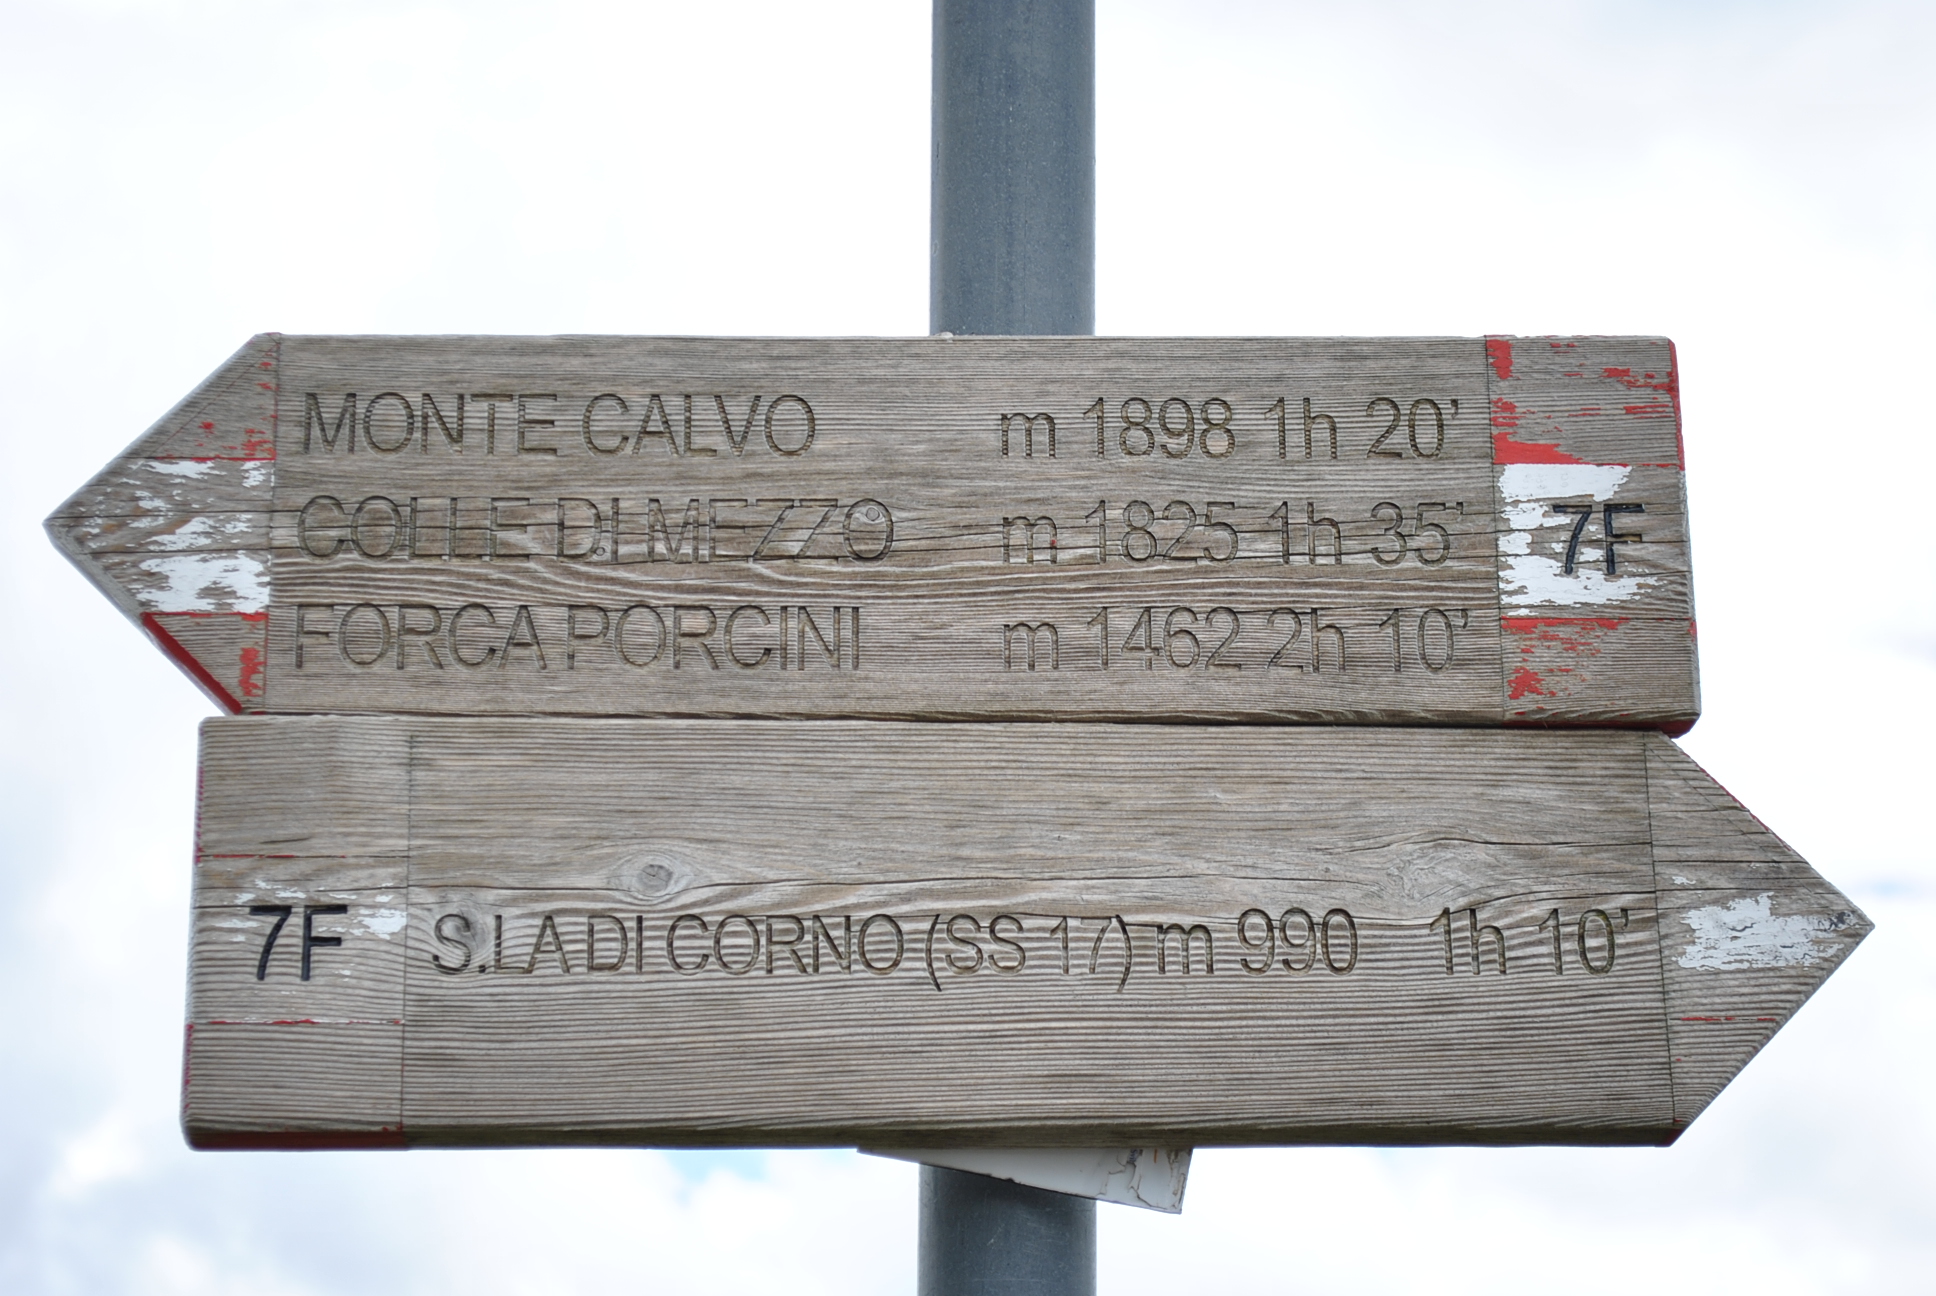 MONTE CALVO m 1898 1h 20'
COLLE DI MEZZO m 1825 1h 35'
7F
FORCA PORCINI m 1462 2h 10'
7F
S.LA DI CORNO (SS 17) m 990 1h 10'